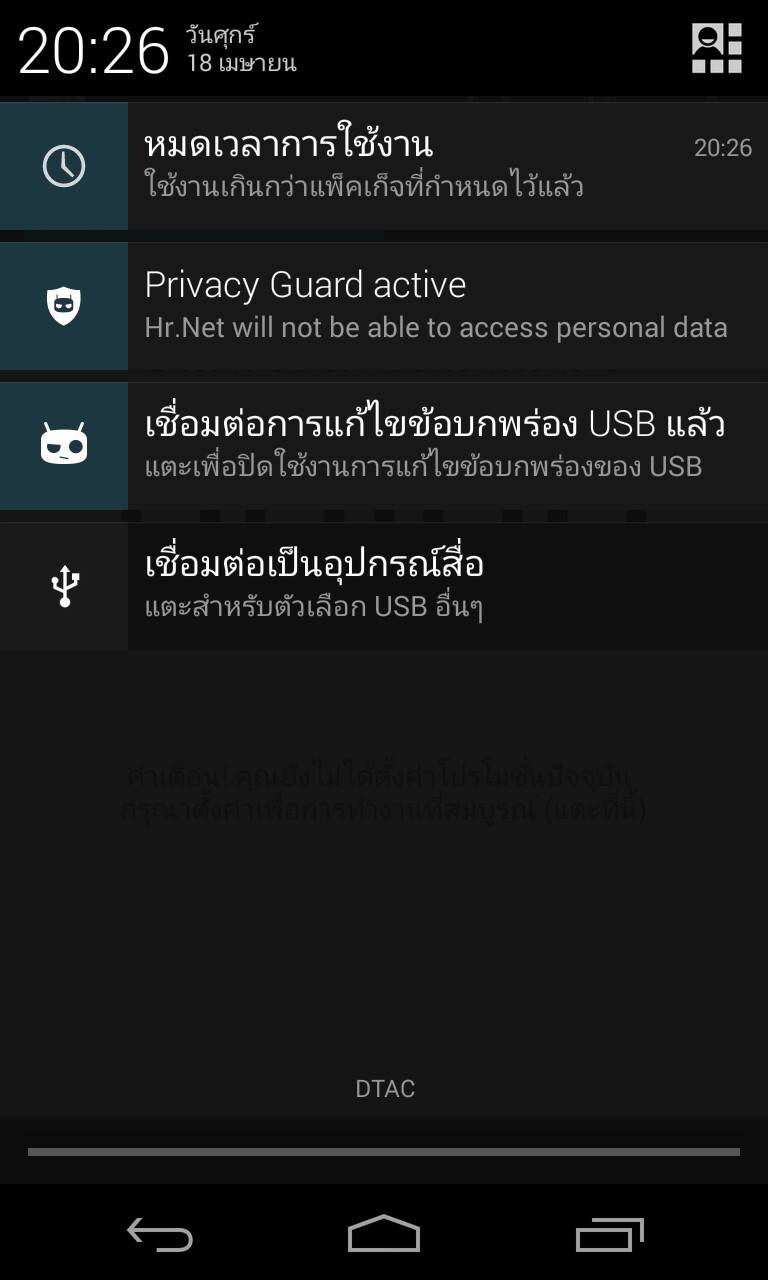 20:26
วันศุกร์
18 เมษายน
หมดเวลาการใช้งาน
20:26
ใช้งานเกินกว่าแพ็คเก็จที่กำหนดไว้แล้ว
Privacy Guard active
Hr.Net will not be able to access personal data
เชื่อมต่อการแก้ไขข้อบกพร่อง USB แล้ว
แตะเพื่อปิดใช้งานการแก้ไขข้อบกพร่องของ USB
เชื่อมต่อเป็นอุปกรณ์สื่อ
แตะสำหรับตัวเลือก USB อื่นๆ
คำเตือน! คุณยังไม่ได้ตั้งค่าโปรโมชั่นปัจจุบัน
กรุณาตั้งค่าเพื่อการทำงานที่สมบูรณ์ (แตะที่นี่)
DTAC